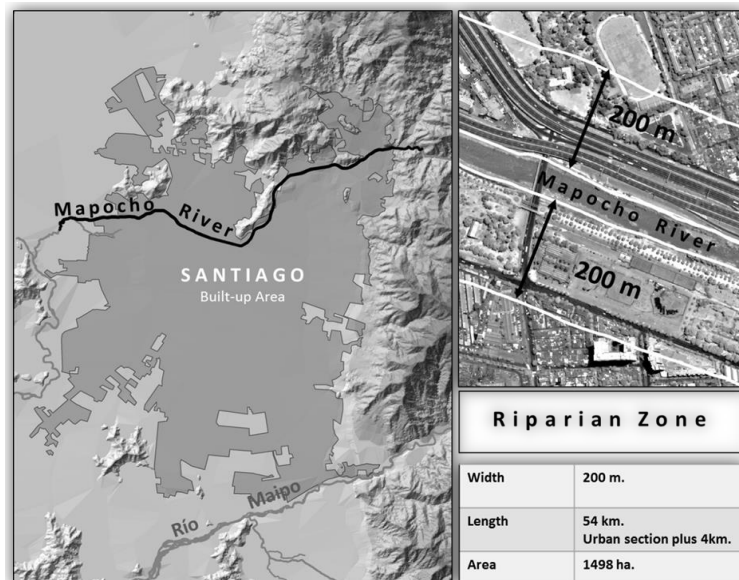 Mapocho River
SANTIAGO
Built-up Area
Río Maipo
200 m
Mapocho River
200 m
Riparian Zone
Width 200 m.
Length 54 km.
Urban section plus 4km.
Area 1498 ha.